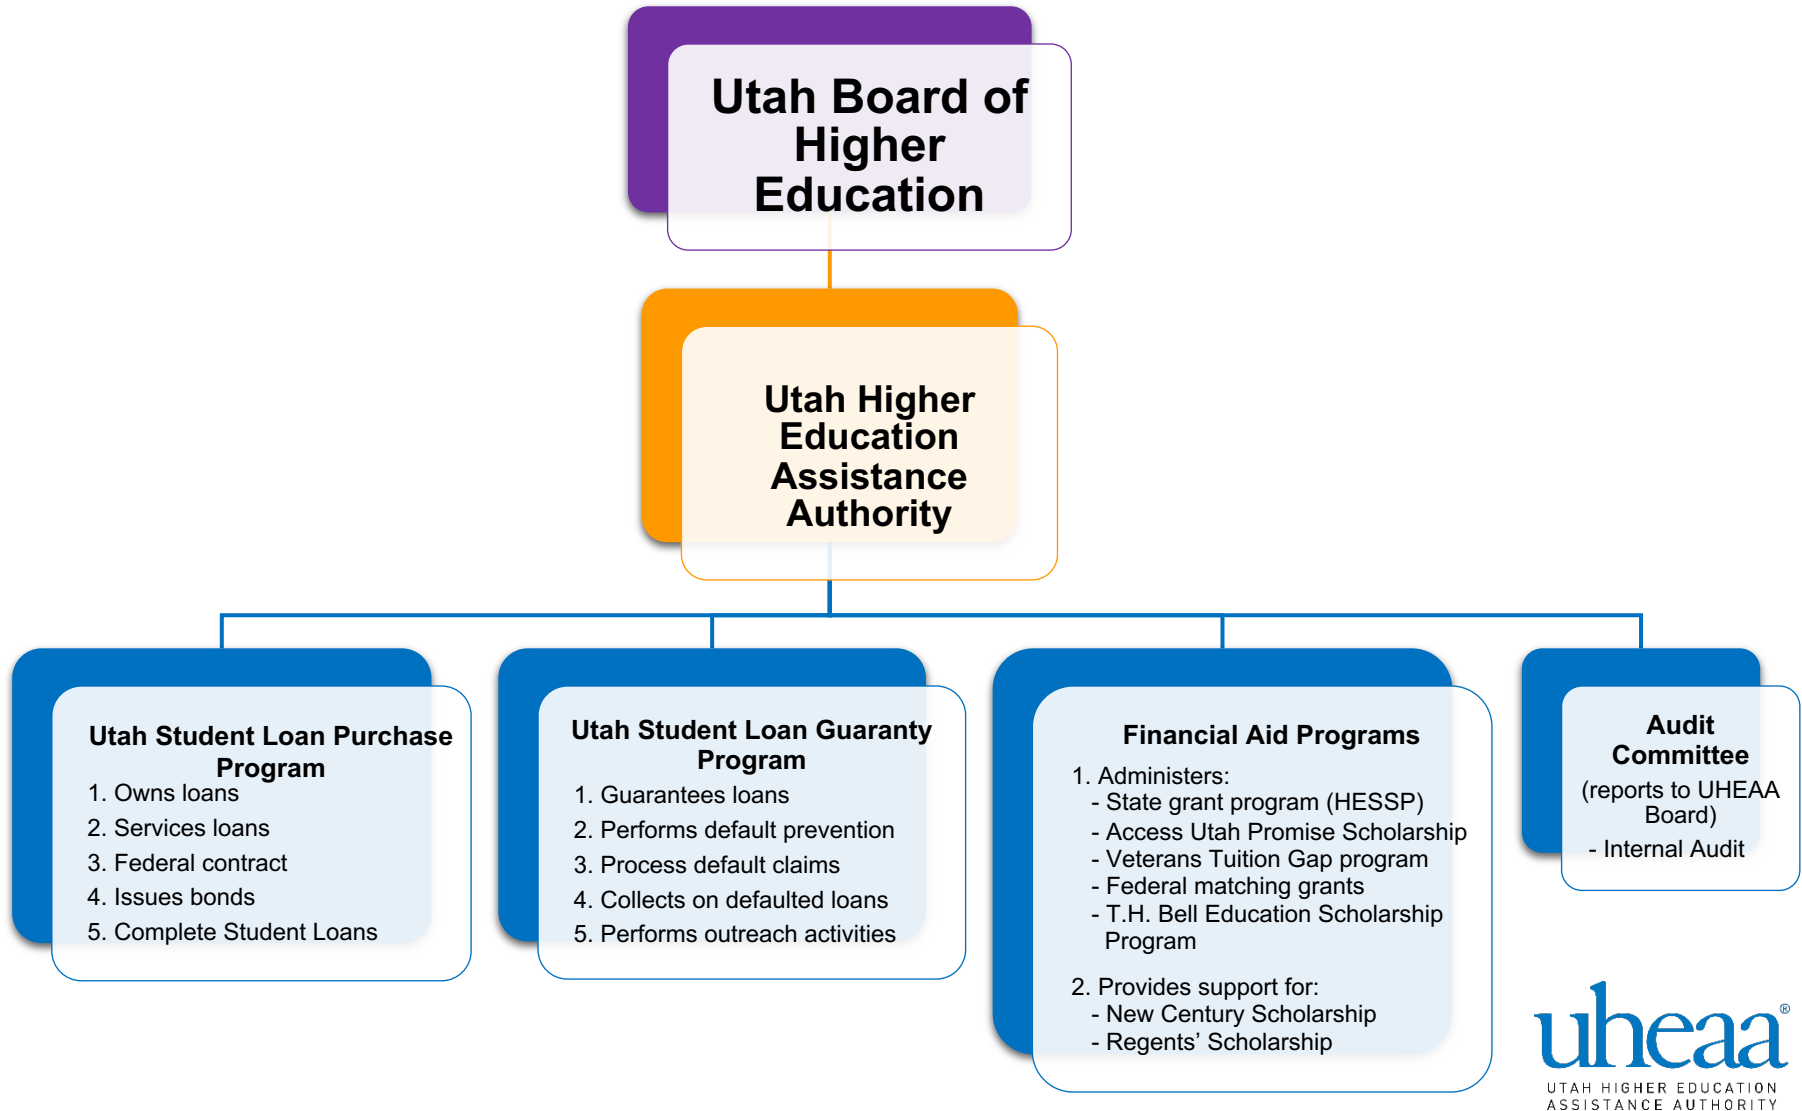 Utah Board of
Higher
Education
Utah Higher
Education
Assistance
Authority
Utah Student Loan Purchase
Program
1. Owns loans
2. Services loans
3. Federal contract
4. Issues bonds
5. Complete Student Loans
Utah Student Loan Guaranty
Program
1. Guarantees loans
2. Performs default prevention
3. Process default claims
4. Collects on defaulted loans
5. Performs outreach activities
Financial Aid Programs
1. Administers:
- State grant program (HESSP)
- Access Utah Promise Scholarship
- Veterans Tuition Gap program
- Federal matching grants
- T.H. Bell Education Scholarship
Program
2. Provides support for:
- New Century Scholarship
- Regents’ Scholarship
Audit
Committee
(reports to UHEAA
Board)
- Internal Audit
uheaa®
UTAH HIGHER EDUCATION
ASSISTANCE AUTHORITY